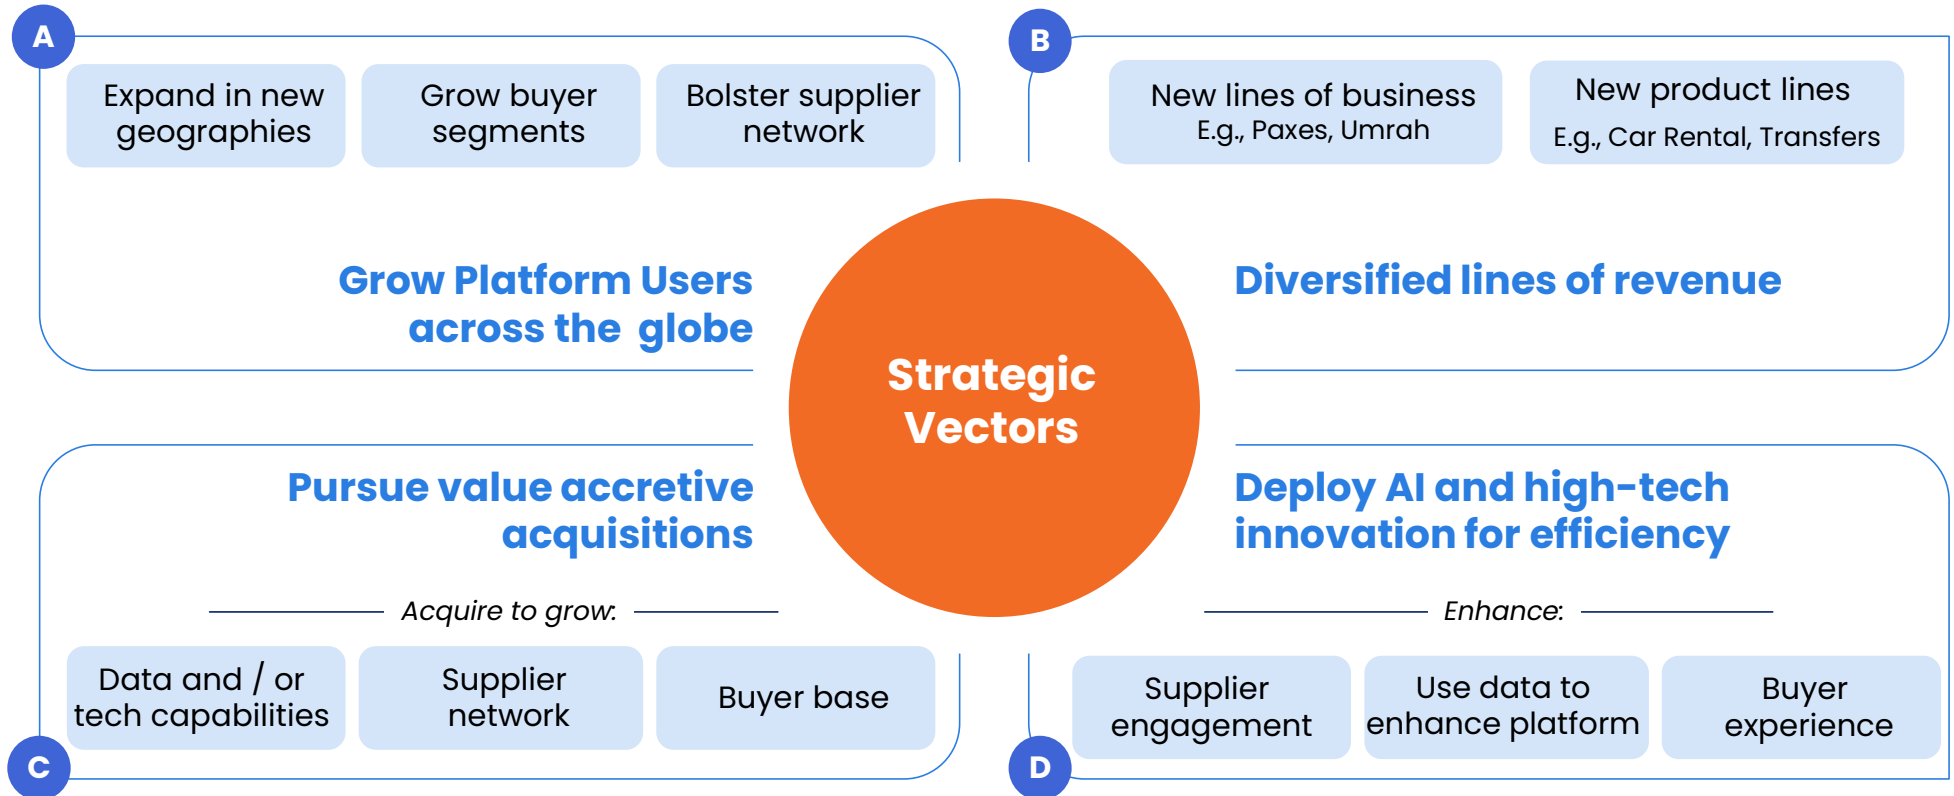 A
Expand in new
geographies
Grow buyer
segments
Bolster supplier
network
Grow Platform Users
across the globe
B
New lines of business
E.g., Paxes, Umrah
New product lines
E.g., Car Rental, Transfers
Diversified lines of revenue
Strategic
Vectors
Pursue value accretive
acquisitions
Acquire to grow:
Data and / or
tech capabilities
Supplier
network
Buyer base
C
Deploy AI and high-tech
innovation for efficiency
Enhance:
Supplier
engagement
Use data to
enhance platform
Buyer
experience
D